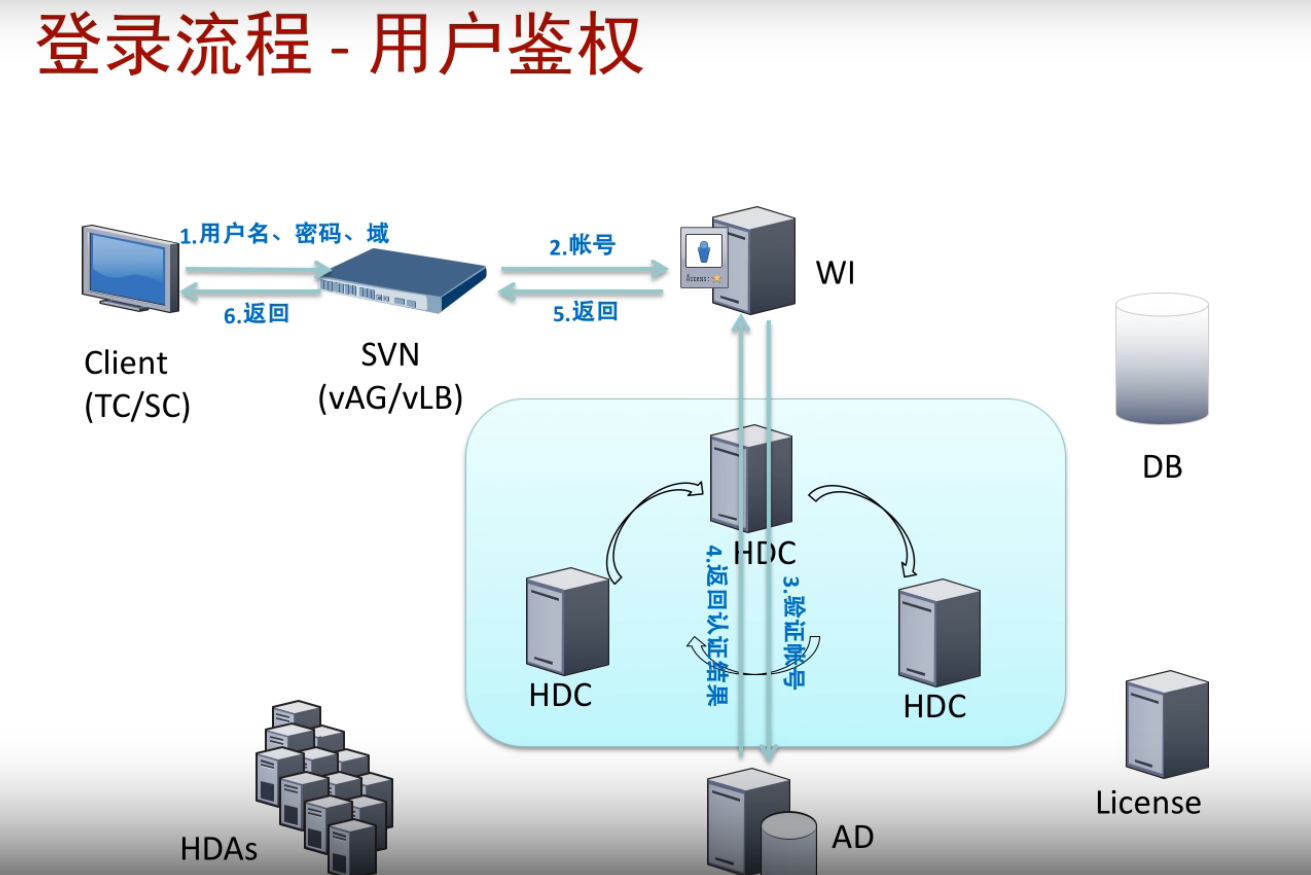 登录流程 - 用户鉴权
1.用户名、密码、域
2.帐号
WI
6.返回
5.返回
Client
(TC/SC)
SVN
(vAG/vLB)
DB
HDC
4.返回认证结果
3.验证帐号
HDC
HDC
License
HDAs
AD
Access: